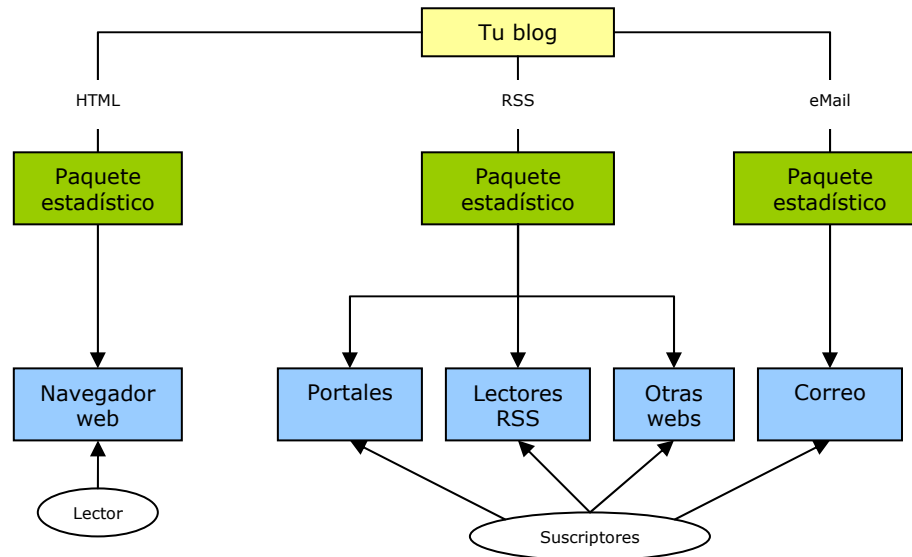 Tu blog
HTML
RSS
eMail
Paquete
estadístico
Paquete
estadístico
Paquete
estadístico
Navegador
web
Portales
Lectores
RSS
Otras
webs
Correo
Lector
Suscriptores